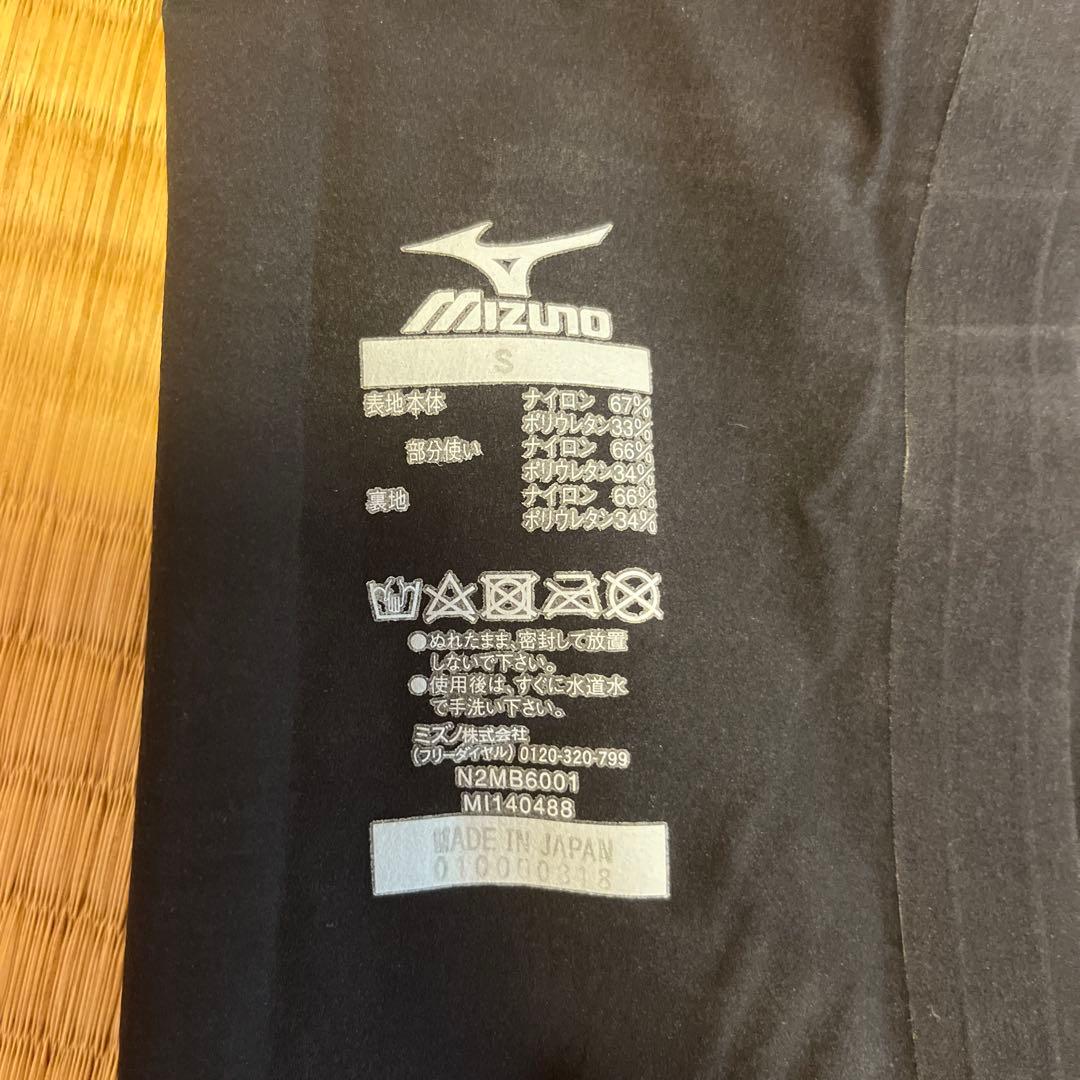 MIZUNO
S
表地本体 ナイロン 67%
ポリウレタン33%
部分使い ナイロン 66%
ポリウレタン34%
裏地 ナイロン 66%
ポリウレタン34%
●ぬれたまま、密封して放置
しないで下さい。
●使用後は、すぐに水道水
で手洗い下さい。
ミズノ株式会社
(フリーダイヤル) 0120-320-799
N2MB6001
MI140488
MADE IN JAPAN
010000318